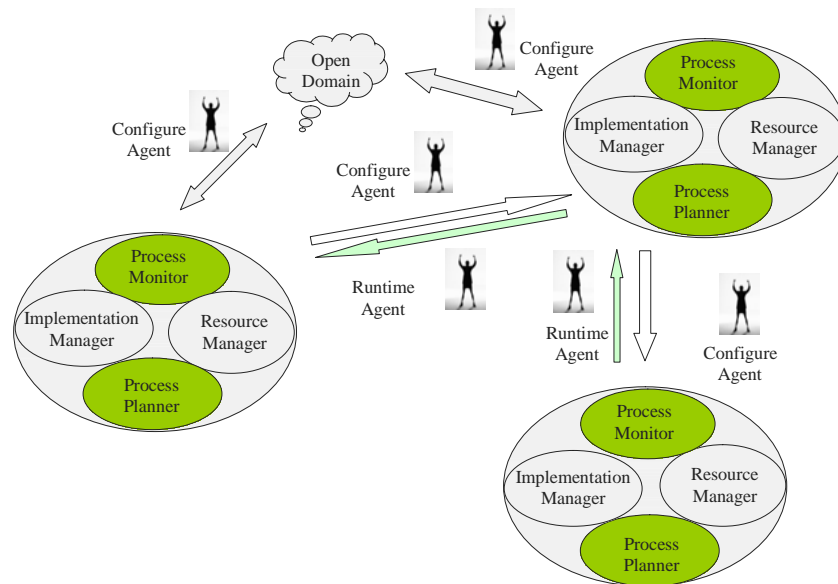 Open
Domain
Configure
Agent
Configure
Agent
Configure
Agent
Runtime
Agent
Process
Monitor
Implementation
Manager
Resource
Manager
Process
Planner
Process
Monitor
Implementation
Manager
Resource
Manager
Process
Planner
Runtime
Agent
Configure
Agent
Process
Monitor
Implementation
Manager
Resource
Manager
Process
Planner